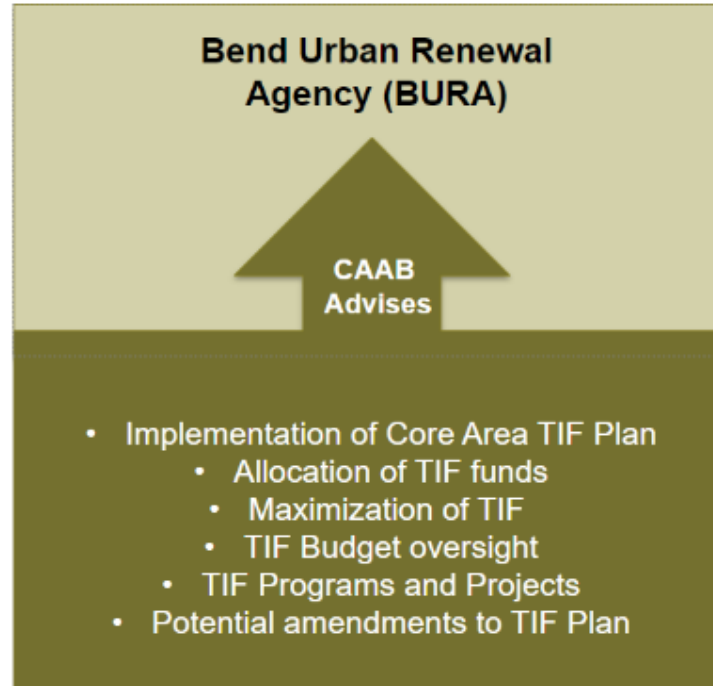 Bend Urban Renewal
Agency (BURA)
CAAB
Advises
• Implementation of Core Area TIF Plan
• Allocation of TIF funds
• Maximization of TIF
• TIF Budget oversight
• TIF Programs and Projects
• Potential amendments to TIF Plan